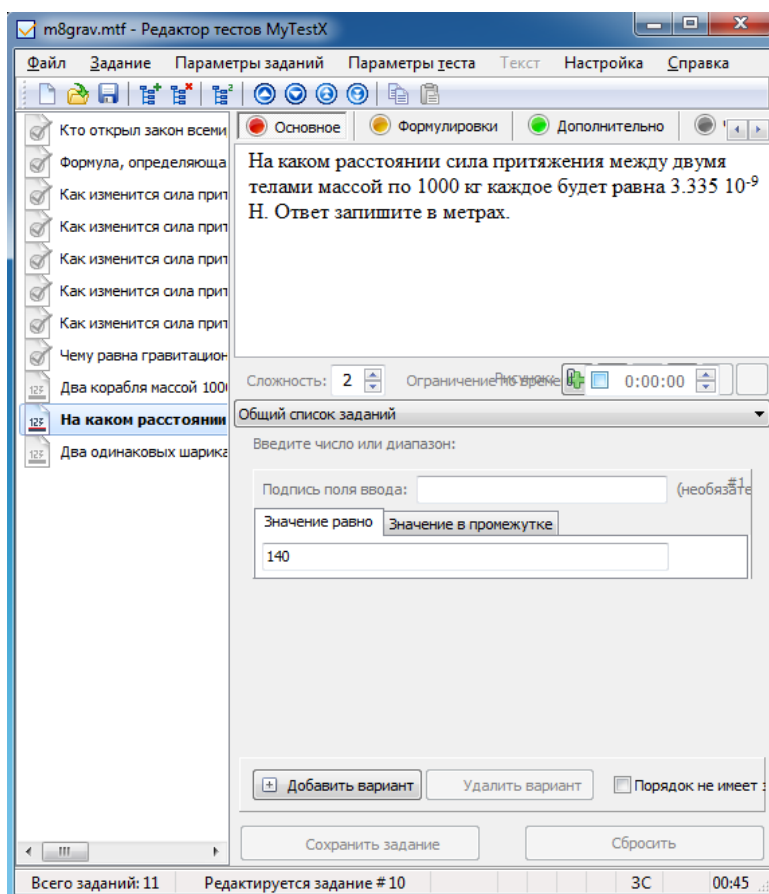 m8grav.mtf - Редактор тестов MyTestX
Файл Задание Параметры заданий Параметры теста Текст Настройка Справка
Кто открыл закон всеми
Формула, определяюща
Как изменится сила прит
Как изменится сила прит
Как изменится сила прит
Как изменится сила прит
Как изменится сила прит
Чему равна гравитацион
Два корабля массой 100
На каком расстоянии
Два одинаковых шарика
Основное Формулировки Дополнительно
На каком расстоянии сила притяжения между двумя
телами массой по 1000 кг каждое будет равна 3.335 10⁻⁹
Н. Ответ запишите в метрах.
Сложность: 2 Ограничение по време 0:00:00
Общий список заданий
Введите число или диапазон:
#1
Подпись поля ввода: (необязате
Значение равно Значение в промежутке
140
Добавить вариант Удалить вариант Порядок не имеет
Сохранить задание Сбросить
Всего заданий: 11 Редактируется задание # 10 ЗС 00:45